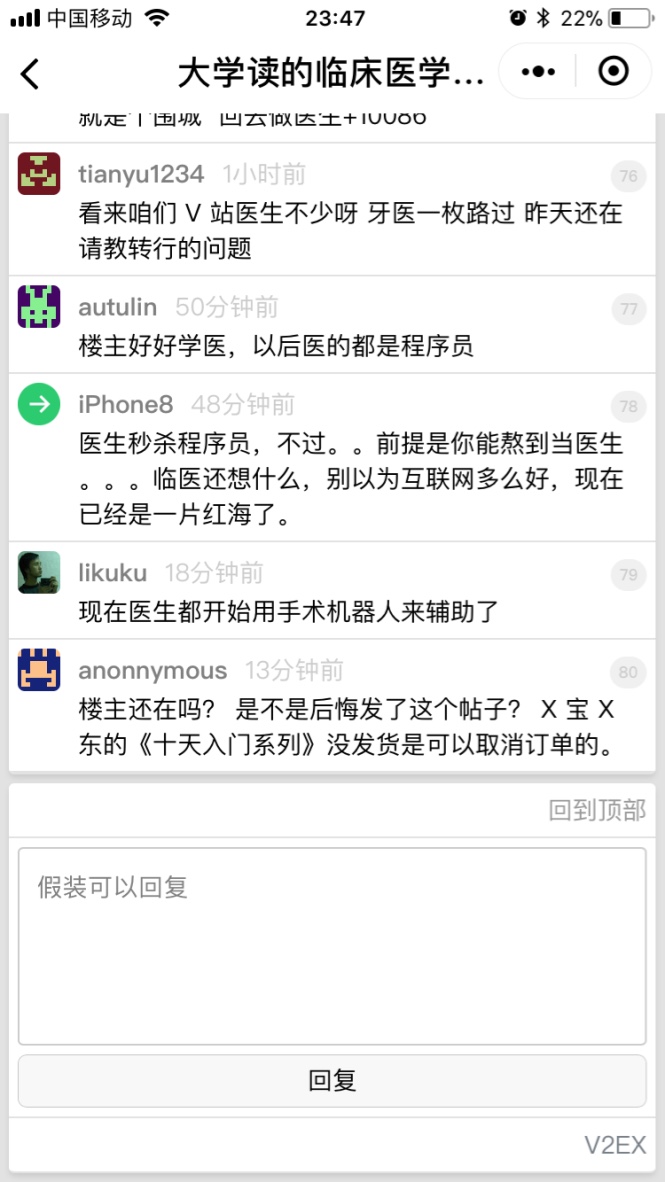 中国移动 23:47 22%
大学读的临床医学...
就是个围城 回去做医生+10086
tianyu1234 1小时前 76
看来咱们 V 站医生不少呀 牙医一枚路过 昨天还在
请教转行的问题
autulin 50分钟前 77
楼主好好学医，以后医的都是程序员
iPhone8 48分钟前 78
医生秒杀程序员，不过。。前提是你能熬到当医生
。。。临医还想什么，别以为互联网多么好，现在
已经是一片红海了。
likuku 18分钟前 79
现在医生都开始用手术机器人来辅助了
anonnymous 13分钟前 80
楼主还在吗？ 是不是后悔发了这个帖子？ X 宝 X
东的《十天入门系列》没发货是可以取消订单的。
回到顶部
假装可以回复
回复
V2EX